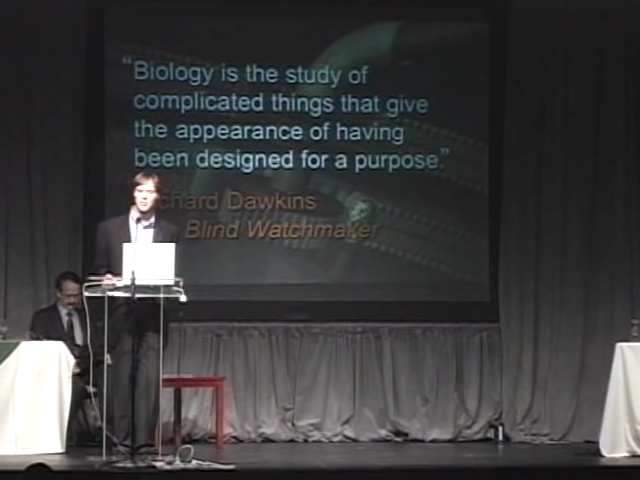 “Biology is the study of
complicated things that give
the appearance of having
been designed for a purpose.”
chard Dawkins
Blind Watchmaker